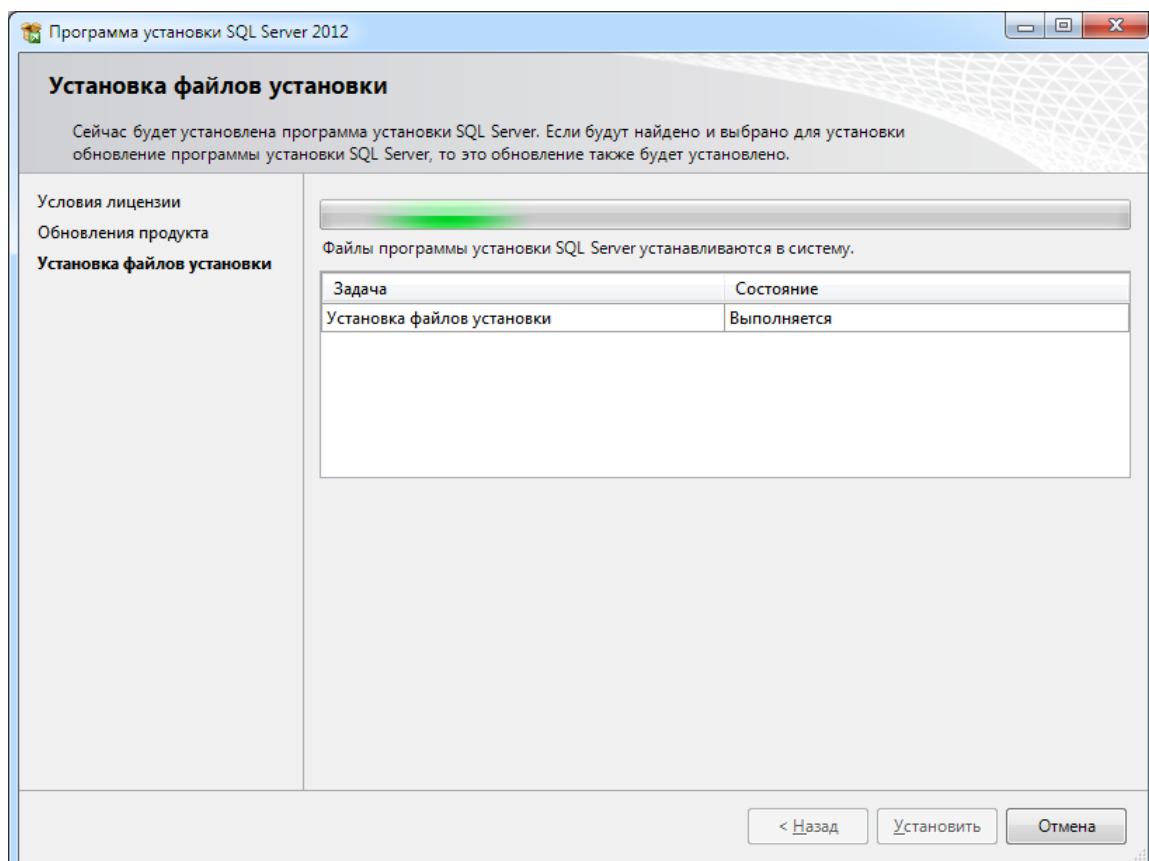 Программа установки SQL Server 2012
Установка файлов установки
Сейчас будет установлена программа установки SQL Server. Если будут найдено и выбрано для установки
обновление программы установки SQL Server, то это обновление также будет установлено.
Условия лицензии
Обновления продукта
Установка файлов установки
Файлы программы установки SQL Server устанавливаются в систему.
Задача Состояние
Установка файлов установки Выполняется
< Назад Установить Отмена